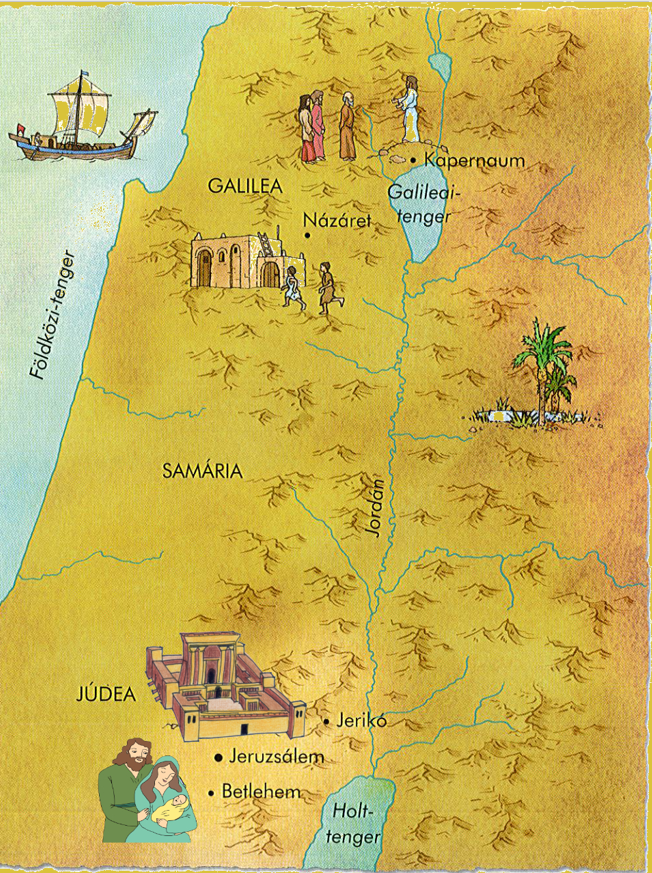 Kapernaum
GALILEA
Galileai-
tenger
Názáret
Földközi-tenger
SAMÁRIA
Jordán
JÚDEA
Jerikó
Jeruzsálem
Betlehem
Holt-
tenger